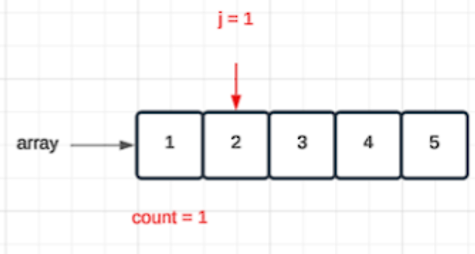 j = 1
array 1 2 3 4 5
count = 1